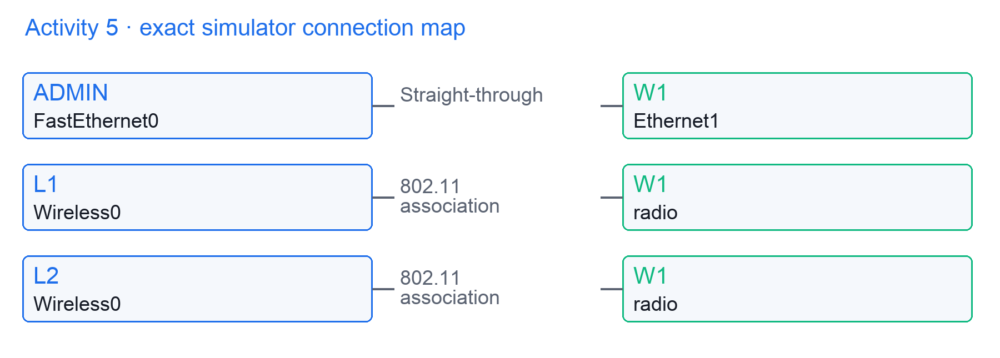 Activity 5 · exact simulator connection map
ADMIN
FastEthernet0
Straight-through
W1
Ethernet1
L1
Wireless0
802.11
association
W1
radio
L2
Wireless0
802.11
association
W1
radio